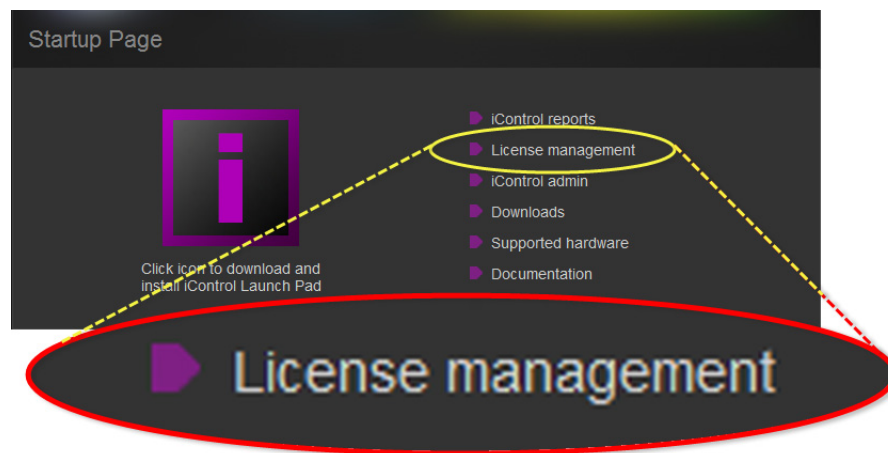 Startup Page
Click icon to download and
install iControl Launch Pad
iControl reports
License management
iControl admin
Downloads
Supported hardware
Documentation
License management